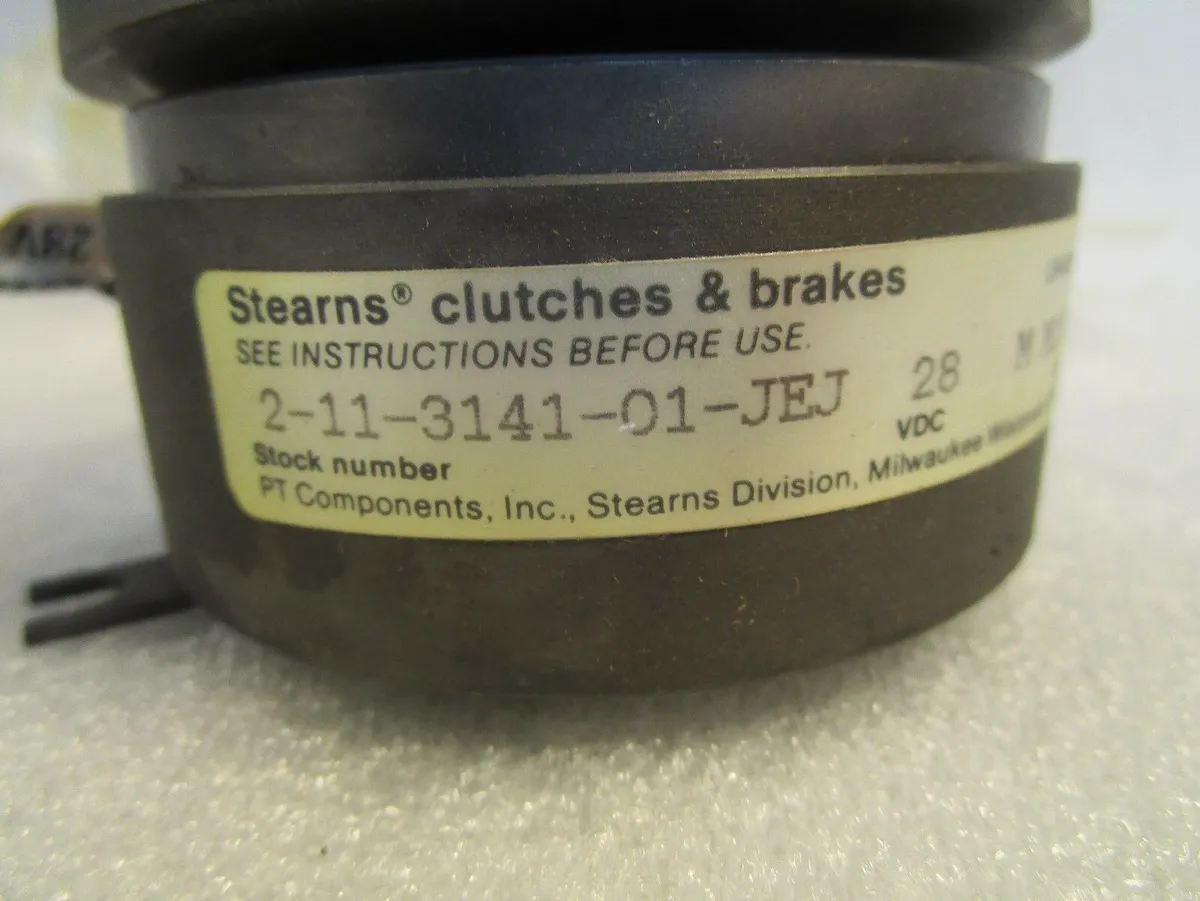 Stearns® clutches & brakes
SEE INSTRUCTIONS BEFORE USE.
2-11-3141-01-JEJ 28
VDC
Stock number
PT Components, Inc., Stearns Division, Milwaukee
28V